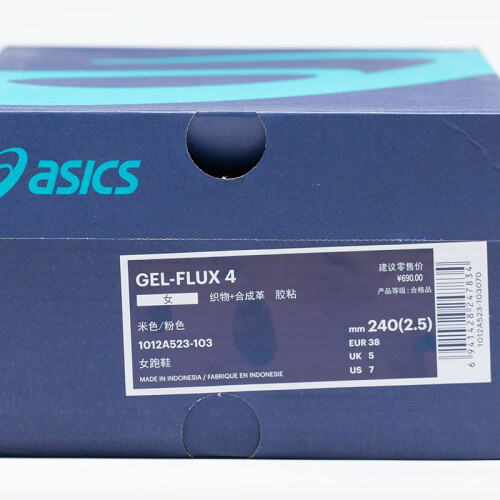 asics
GEL-FLUX 4
女 织物+合成革 胶粘
米色/粉色
1012A523-103
女跑鞋
MADE IN INDONESIA / FABRIQUE EN INDONESIE
建议零售价
¥690.00
产品等级: 合格品
mm 240(2.5)
EUR 38
UK 5
US 7
6 941428 247834
1012A523-103070